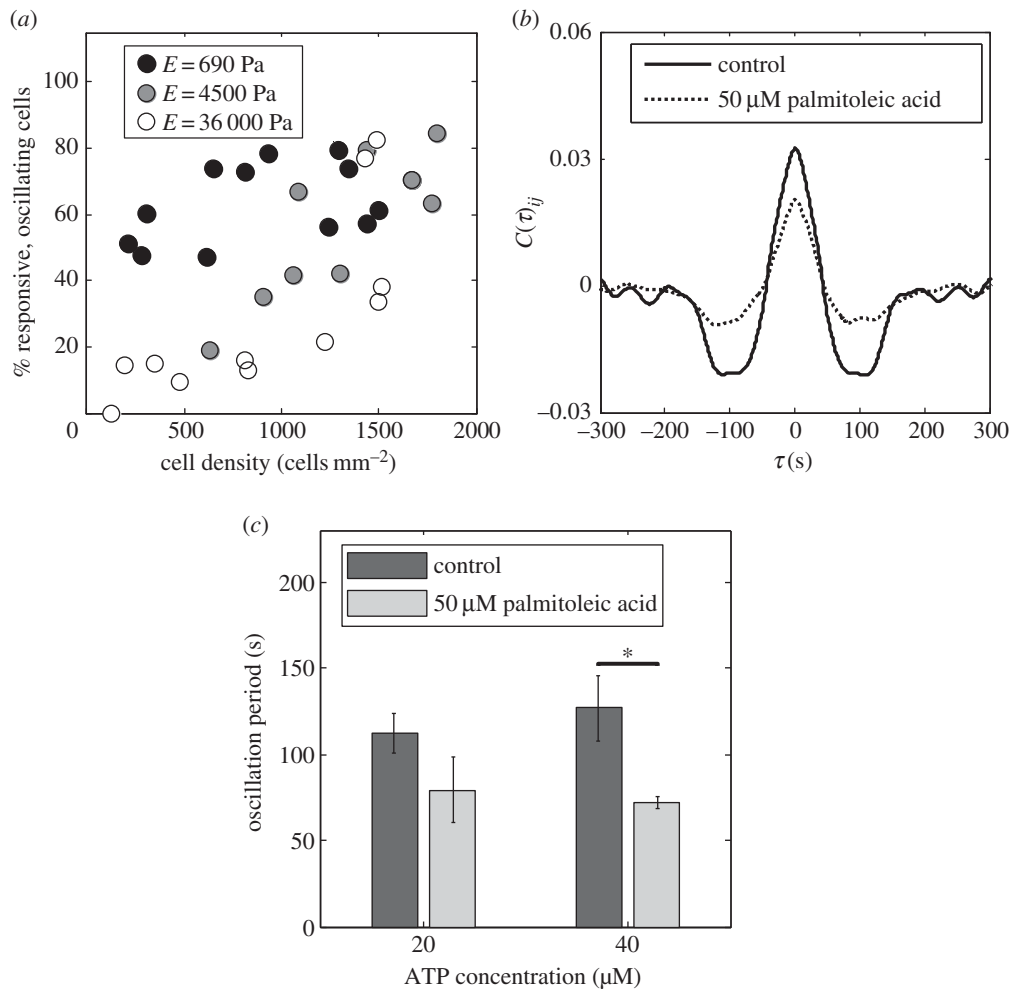 (a)
% responsive, oscillating cells
100
80
60
40
20
0
500
1000
1500
2000
cell density (cells mm⁻²)
E = 690 Pa
E = 4500 Pa
E = 36 000 Pa
(b)
C(τ)ij
0.06
0.03
0
−0.03
−300
−200
−100
0
100
200
300
τ(s)
control
50 μM palmitoleic acid
(c)
oscillation period (s)
200
150
100
50
0
20
40
ATP concentration (μM)
control
50 μM palmitoleic acid
*